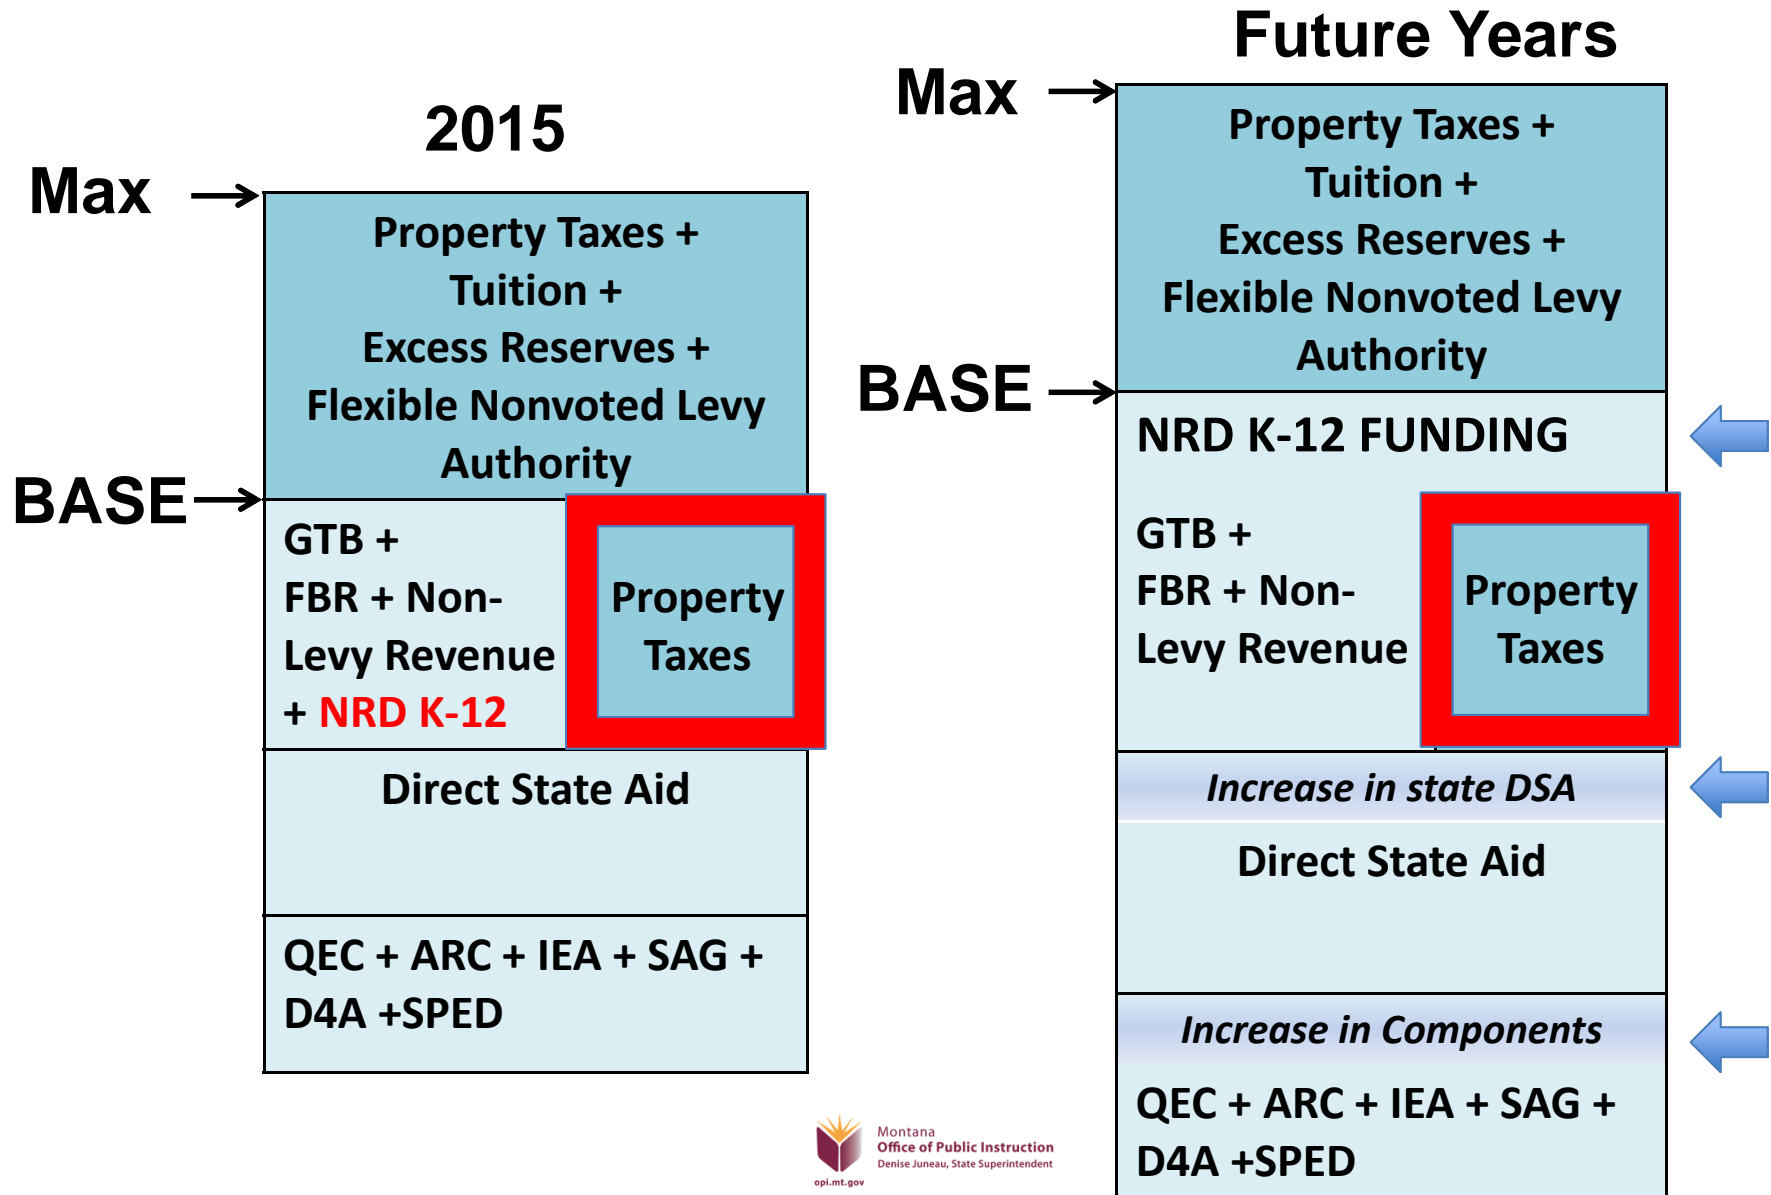 2015
Max
Property Taxes +
Tuition +
Excess Reserves +
Flexible Nonvoted Levy
Authority
BASE
GTB +
FBR + Non-
Levy Revenue
+ NRD K-12
Property
Taxes
Direct State Aid
QEC + ARC + IEA + SAG +
D4A +SPED
Future Years
Max
Property Taxes +
Tuition +
Excess Reserves +
Flexible Nonvoted Levy
Authority
BASE
NRD K-12 FUNDING
GTB +
FBR + Non-
Levy Revenue
Property
Taxes
Increase in state DSA
Direct State Aid
Increase in Components
QEC + ARC + IEA + SAG +
D4A +SPED
Montana
Office of Public Instruction
Denise Juneau, State Superintendent
opi.mt.gov